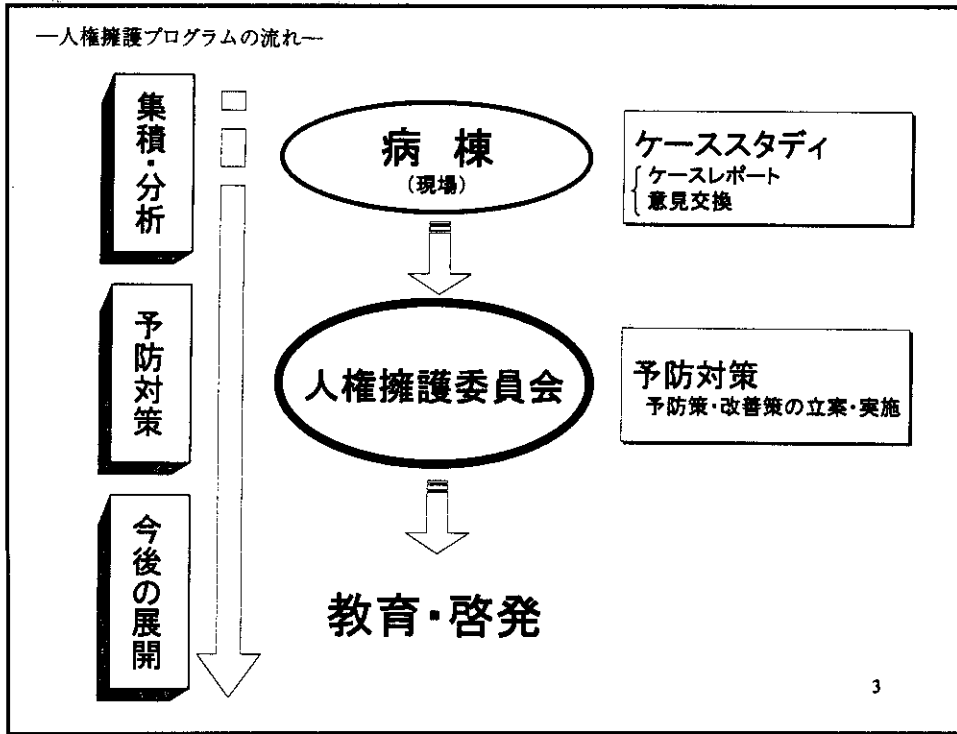 ―人権擁護プログラムの流れ―
集積・分析
病棟
(現場)
ケーススタディ
ケースレポート
意見交換
予防対策
人権擁護委員会
予防対策
予防策・改善策の立案・実施
今後の展開
教育・啓発
3